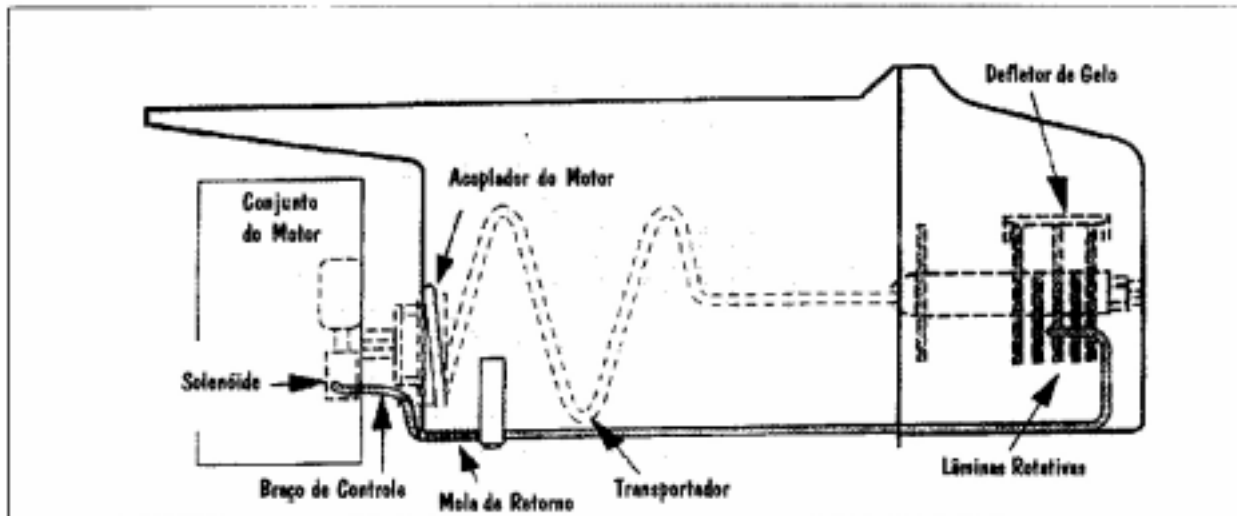 Defletor de Gelo
Acoplador do Motor
Conjunto
do Motor
Solenóide
Braço de Controle
Mola de Retorno
Transportador
Lâminas Rotativas